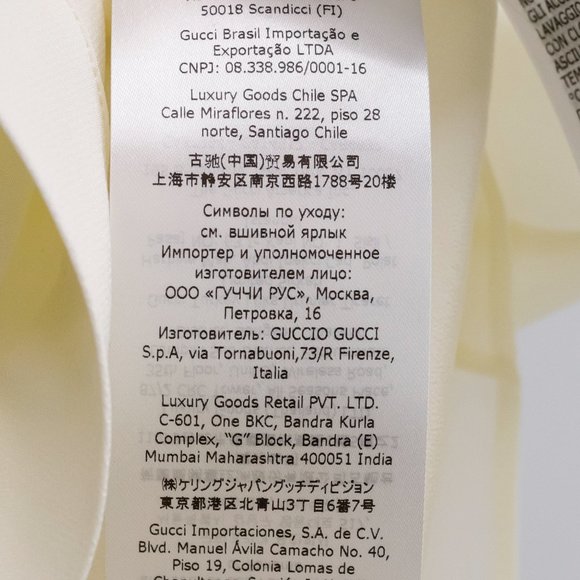 50018 Scandicci (FI)
Gucci Brasil Importação e
Exportação LTDA
CNPJ: 08.338.986/0001-16
Luxury Goods Chile SPA
Calle Miraflores n. 222, piso 28
norte, Santiago Chile
古驰(中国)贸易有限公司
上海市静安区南京西路1788号20楼
Символы по уходу:
см. вшивной ярлык
Импортер и уполномоченное
изготовителем лицо:
ООО «ГУЧЧИ РУС», Москва,
Петровка, 16
Изготовитель: GUCCIO GUCCI
S.p.A, via Tornabuoni,73/R Firenze,
Italia
Luxury Goods Retail PVT. LTD.
C-601, One BKC, Bandra Kurla
Complex, “G” Block, Bandra (E)
Mumbai Maharashtra 400051 India
㈱ケリングジャパングッチディビジョン
東京都港区北青山3丁目6番7号
Gucci Importaciones, S.A. de C.V.
Blvd. Manuel Ávila Camacho No. 40,
Piso 19, Colonia Lomas de
GLI
LAVAGG
CON CU
ASCIU
TEM